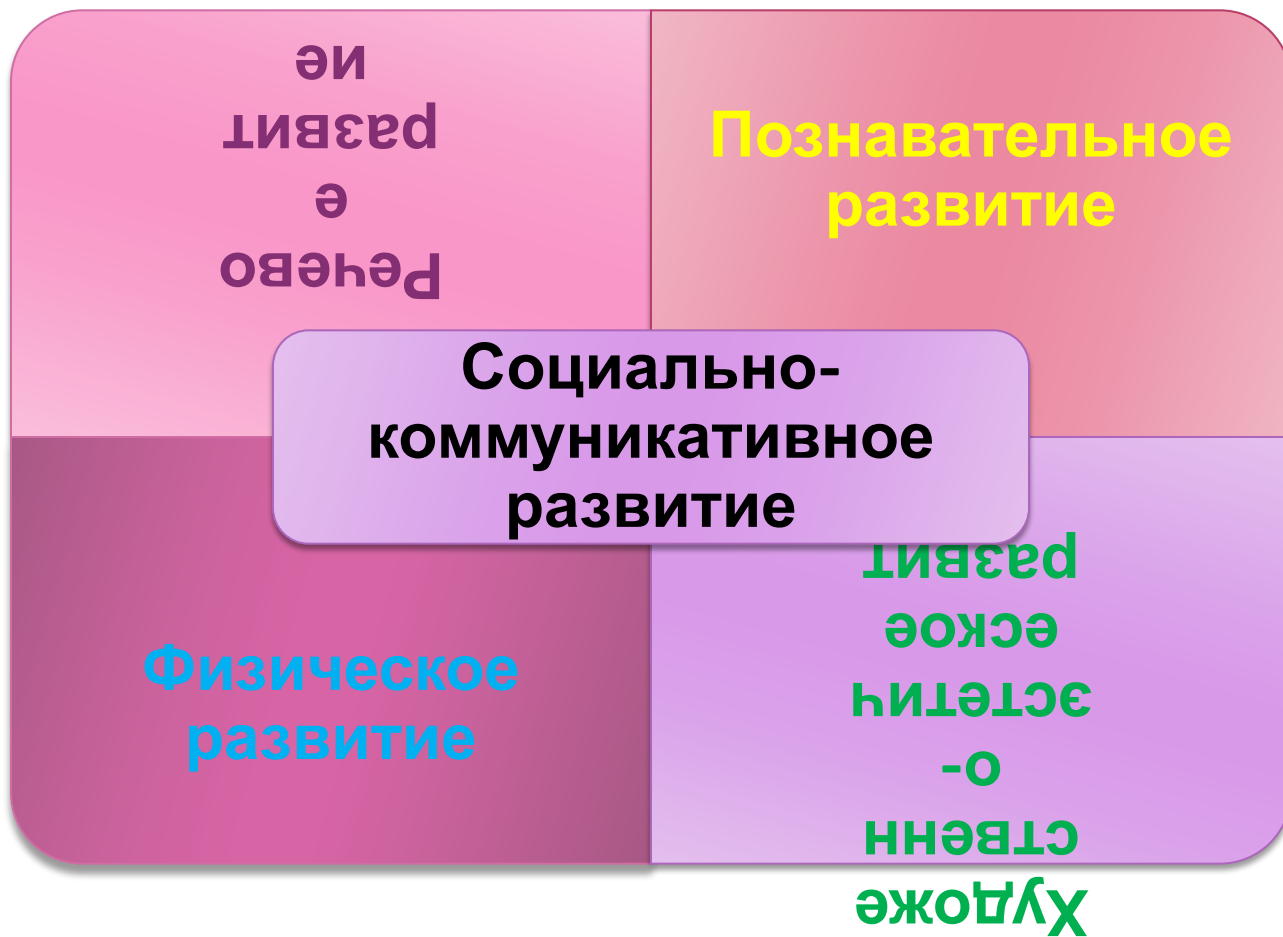 Речево
е
развит
ие
Познавательное
развитие
Социально-
коммуникативное
развитие
Физическое
развитие
Художе
ственн
о-
эстетич
еское
развит